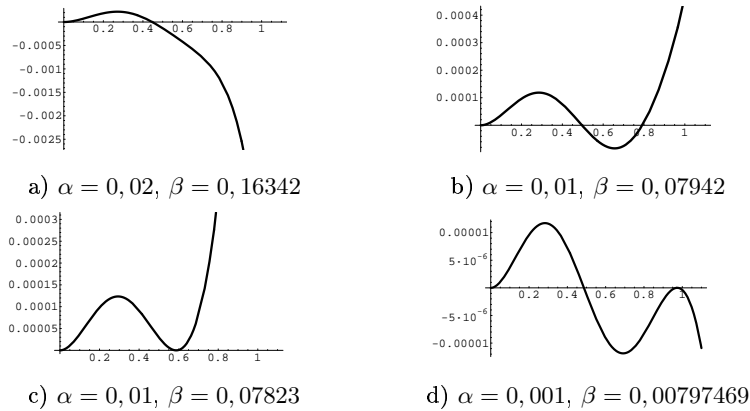 0.2 0.4 0.6 0.8 1
-0.0005
-0.001
-0.0015
-0.002
-0.0025
a) α = 0, 02, β = 0, 16342
0.0004
0.0003
0.0002
0.0001
0.2 0.4 0.6 0.8 1
b) α = 0, 01, β = 0, 07942
0.0003
0.00025
0.0002
0.00015
0.0001
0.00005
0.2 0.4 0.6 0.8 1
c) α = 0, 01, β = 0, 07823
0.00001
5·10⁻⁶
0.2 0.4 0.6 0.8 1
-5·10⁻⁶
-0.00001
d) α = 0, 001, β = 0, 00797469